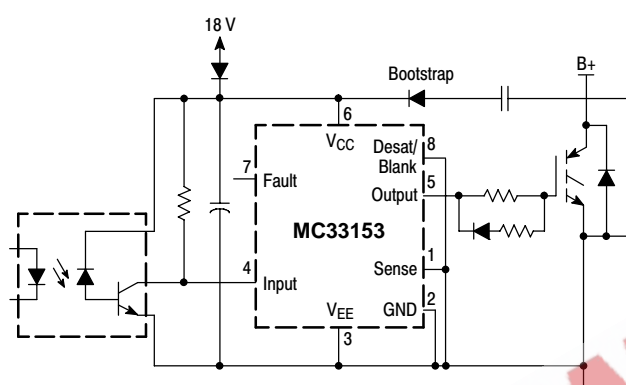 18 V
Bootstrap
B+
6
VCC
Desat/
Blank
8
7
Fault
5
Output
MC33153
4
Input
1
Sense
2
VEE
GND
3